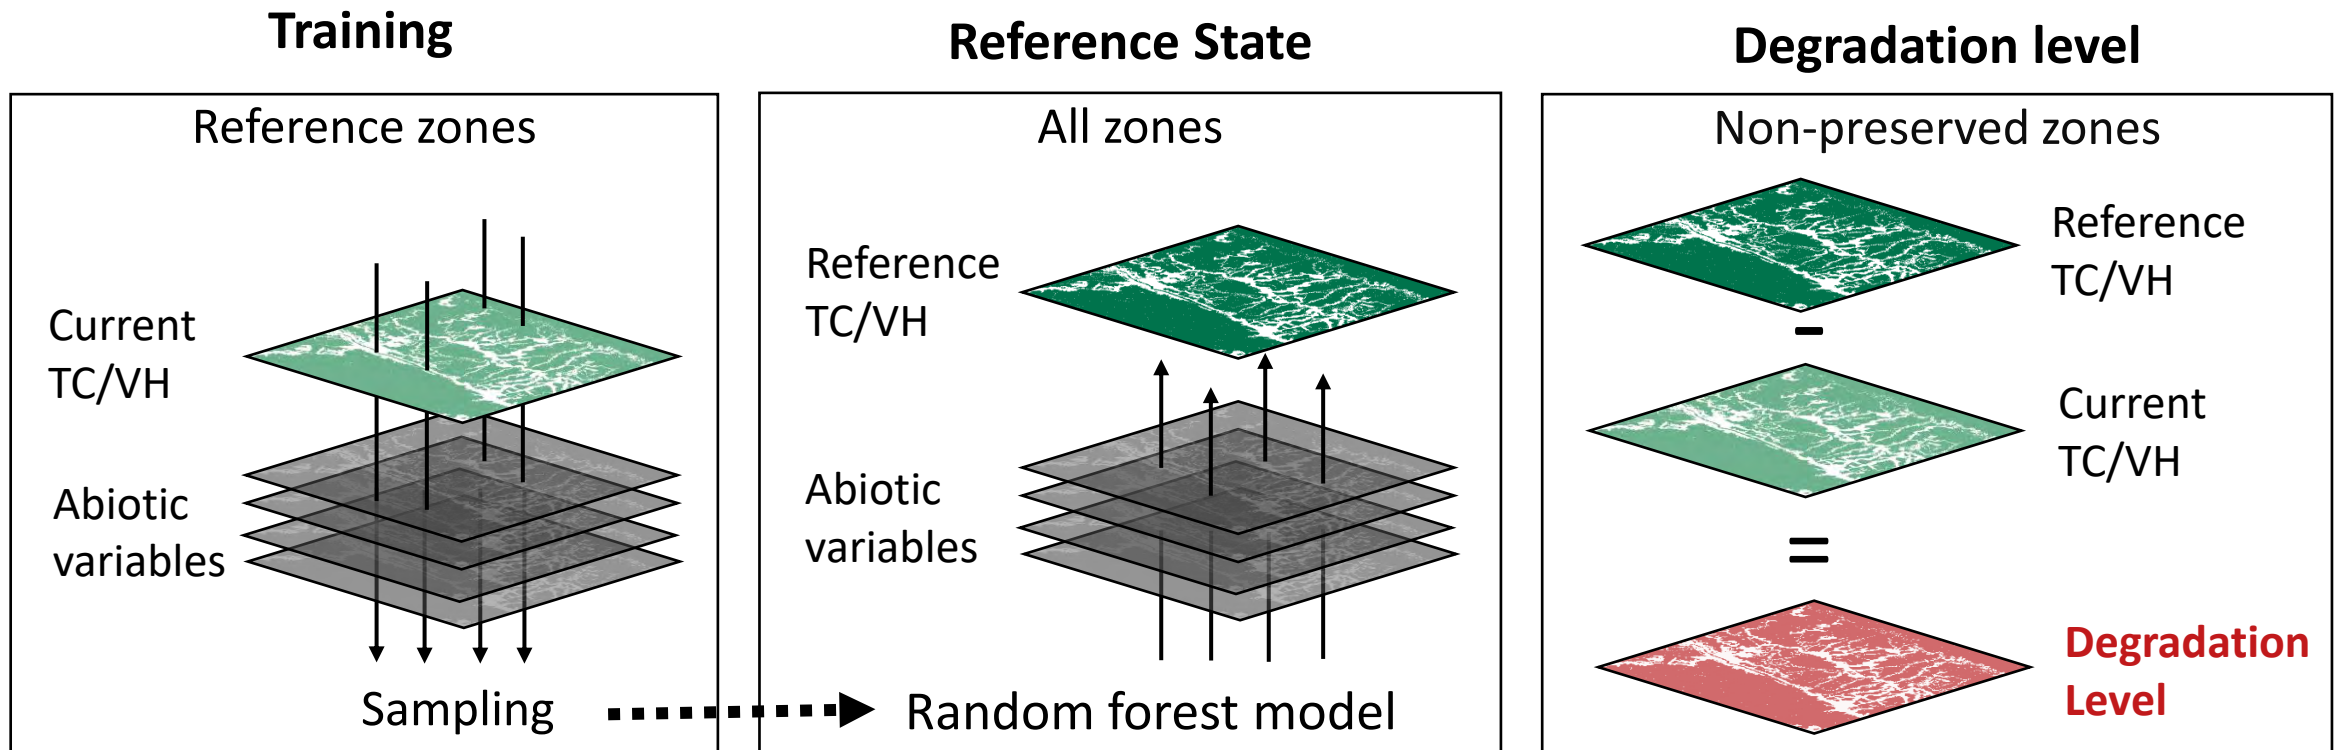 Training
Reference zones
Current
TC/VH
Abiotic
variables
Sampling
Reference State
All zones
Reference
TC/VH
Abiotic
variables
Random forest model
Degradation level
Non-preserved zones
Reference
TC/VH
-
Current
TC/VH
=
Degradation
Level